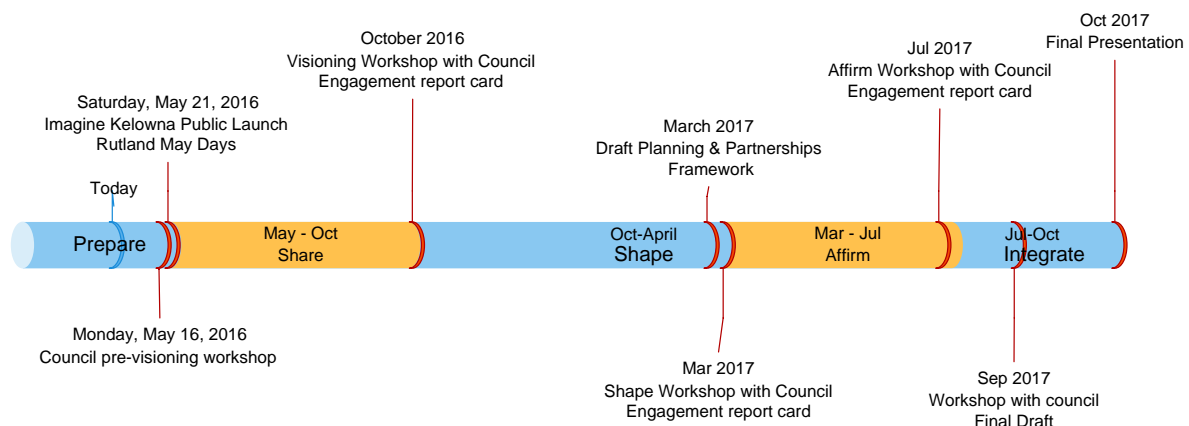 Oct 2017
Final Presentation
October 2016
Visioning Workshop with Council
Engagement report card
Jul 2017
Affirm Workshop with Council
Engagement report card
Saturday, May 21, 2016
Imagine Kelowna Public Launch
Rutland May Days
March 2017
Draft Planning & Partnerships
Framework
Today
Prepare
May - Oct
Share
Oct-April
Shape
Mar - Jul
Affirm
Jul-Oct
Integrate
Monday, May 16, 2016
Council pre-visioning workshop
Mar 2017
Shape Workshop with Council
Engagement report card
Sep 2017
Workshop with council
Final Draft